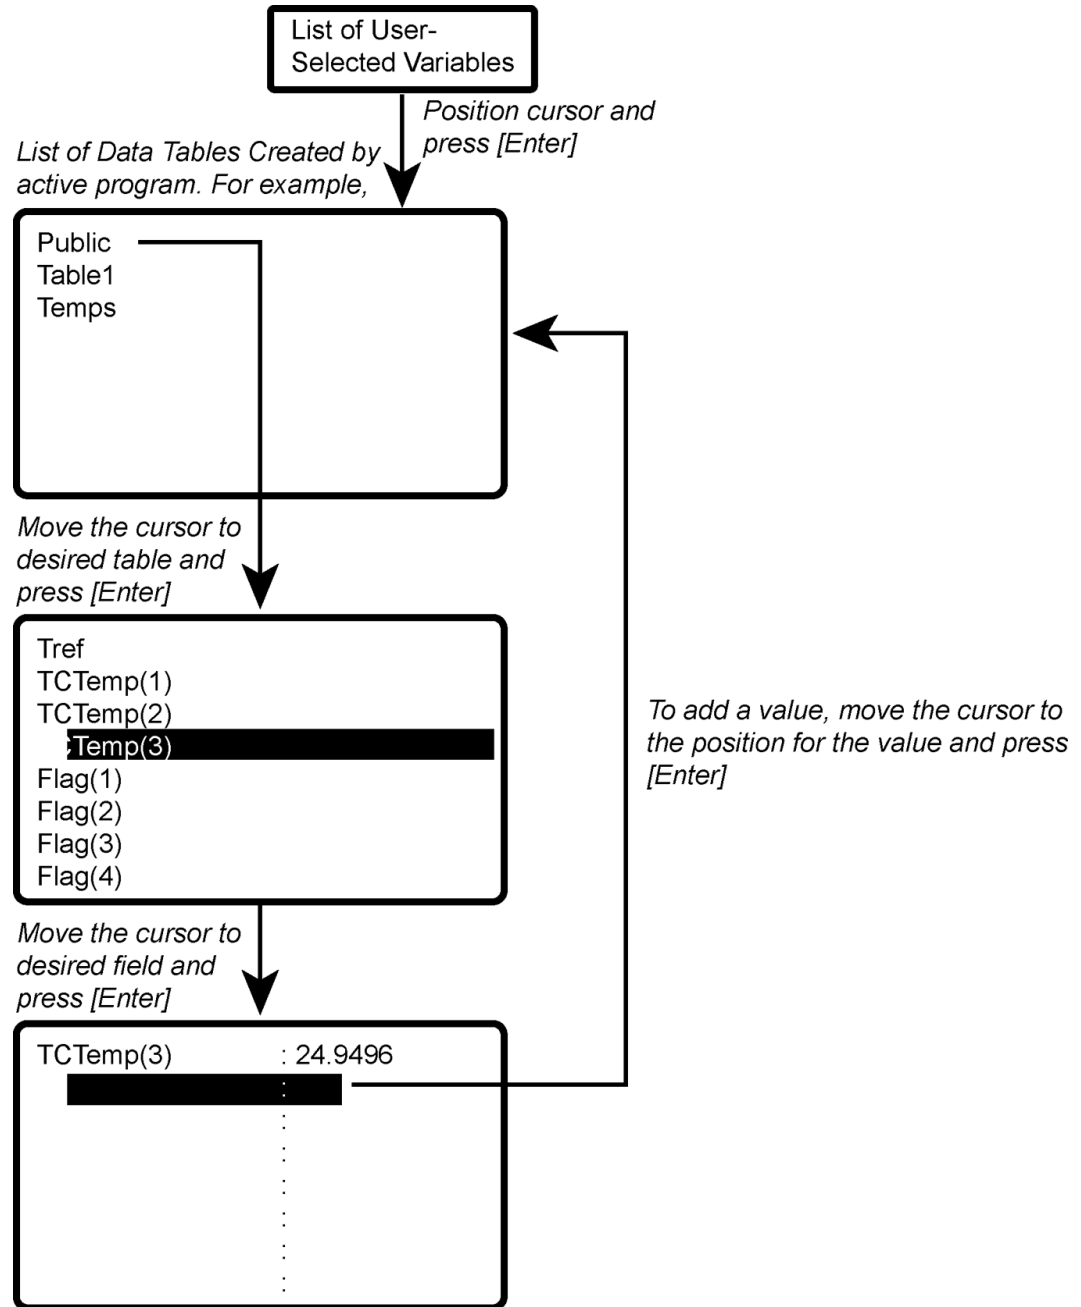 List of User-
Selected Variables
Position cursor and
press [Enter]
List of Data Tables Created by
active program. For example,
Public
Table1
Temps
Move the cursor to
desired table and
press [Enter]
Tref
TCTemp(1)
TCTemp(2)
CTemp(3)
Flag(1)
Flag(2)
Flag(3)
Flag(4)
To add a value, move the cursor to
the position for the value and press
[Enter]
Move the cursor to
desired field and
press [Enter]
TCTemp(3) : 24.9496
:
:
:
:
:
:
: